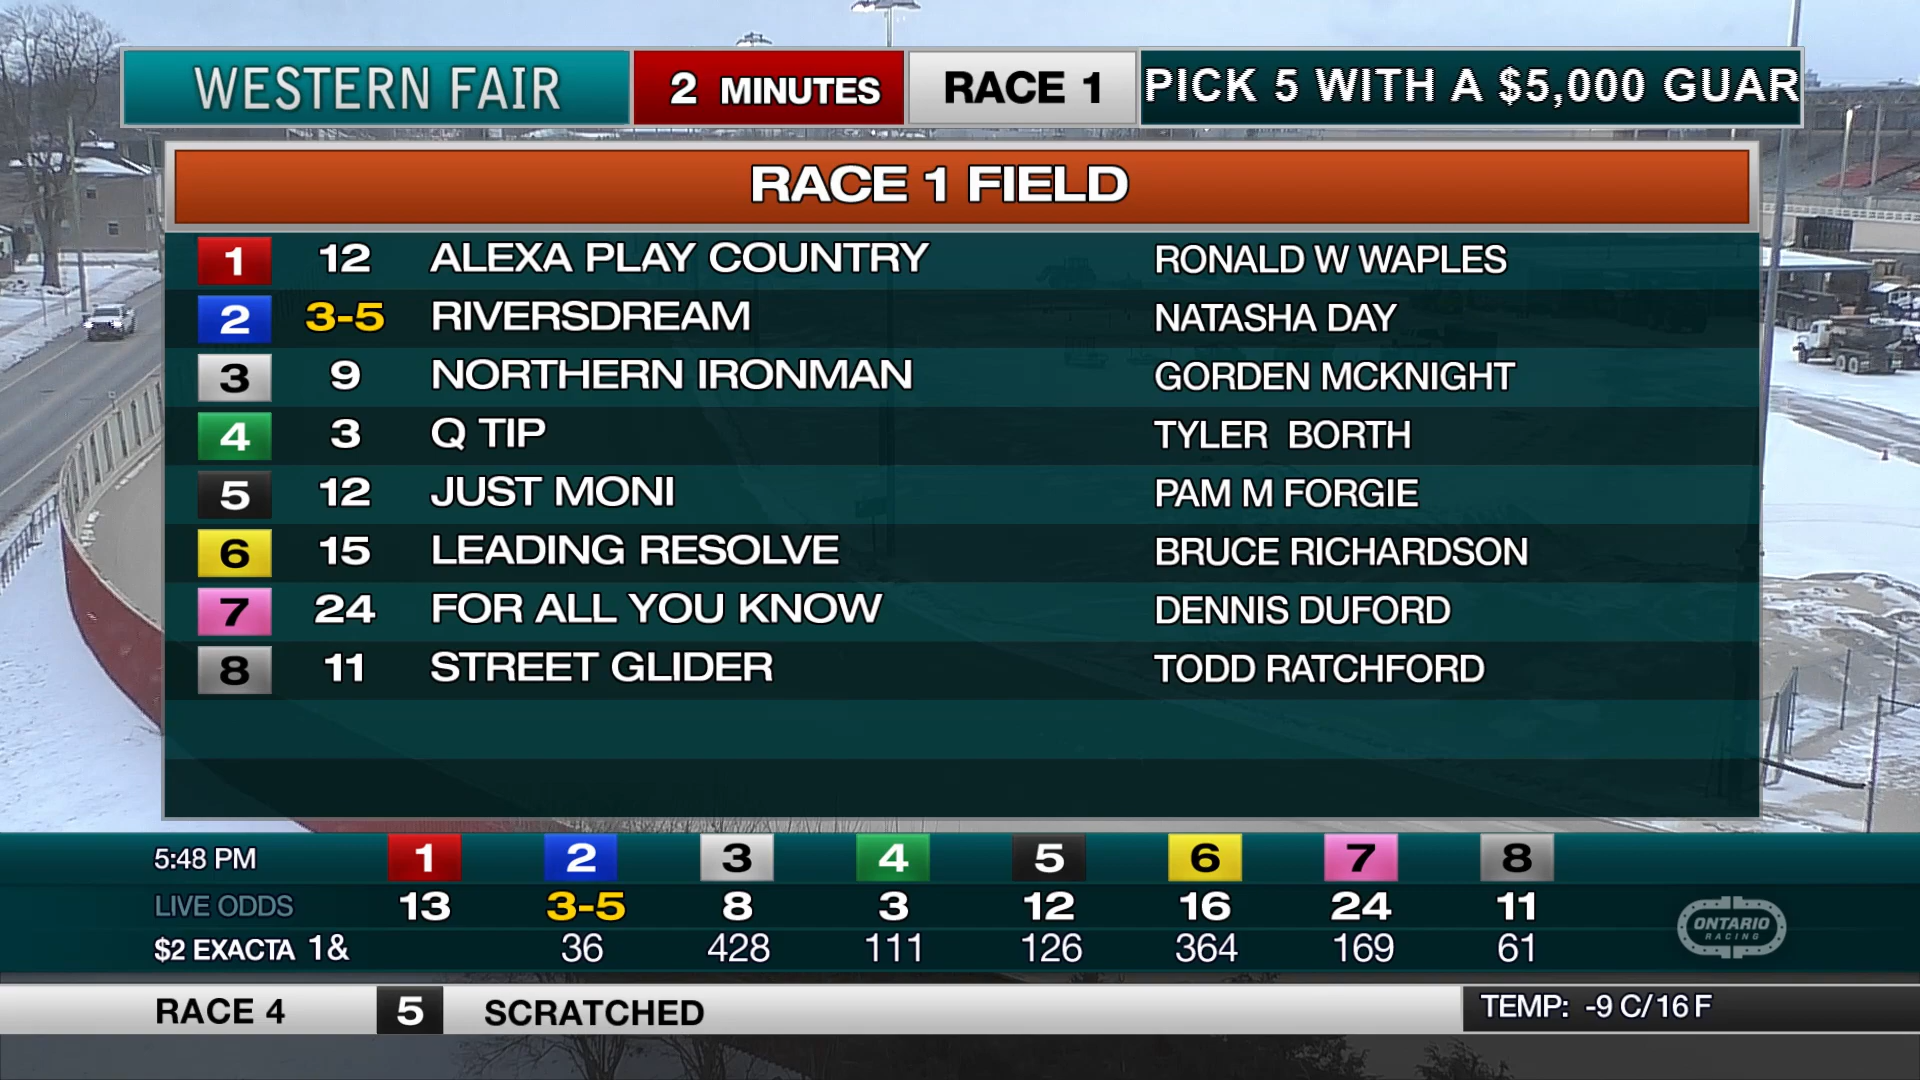 WESTERN FAIR 2 MINUTES RACE 1 PICK 5 WITH A $5,000 GUAR
RACE 1 FIELD
1 12 ALEXA PLAY COUNTRY RONALD W WAPLES
2 3-5 RIVERSDREAM NATASHA DAY
3 9 NORTHERN IRONMAN GORDEN MCKNIGHT
4 3 Q TIP TYLER BORTH
5 12 JUST MONI PAM M FORGIE
6 15 LEADING RESOLVE BRUCE RICHARDSON
7 24 FOR ALL YOU KNOW DENNIS DUFORD
8 11 STREET GLIDER TODD RATCHFORD
5:48 PM 1 2 3 4 5 6 7 8
LIVE ODDS 13 3-5 8 3 12 16 24 11
$2 EXACTA 1& 36 428 111 126 364 169 61
ONTARIO
RACING
RACE 4 5 SCRATCHED TEMP: -9 C/16 F